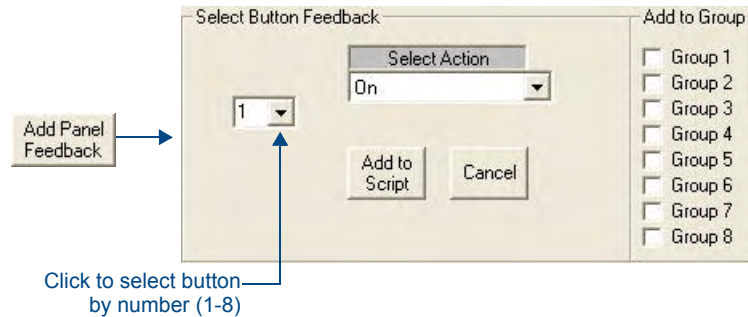 Select Button Feedback
Add to Group
Select Action
On
1
Add Panel
Feedback
Add to
Script
Cancel
Group 1
Group 2
Group 3
Group 4
Group 5
Group 6
Group 7
Group 8
Click to select button
by number (1-8)